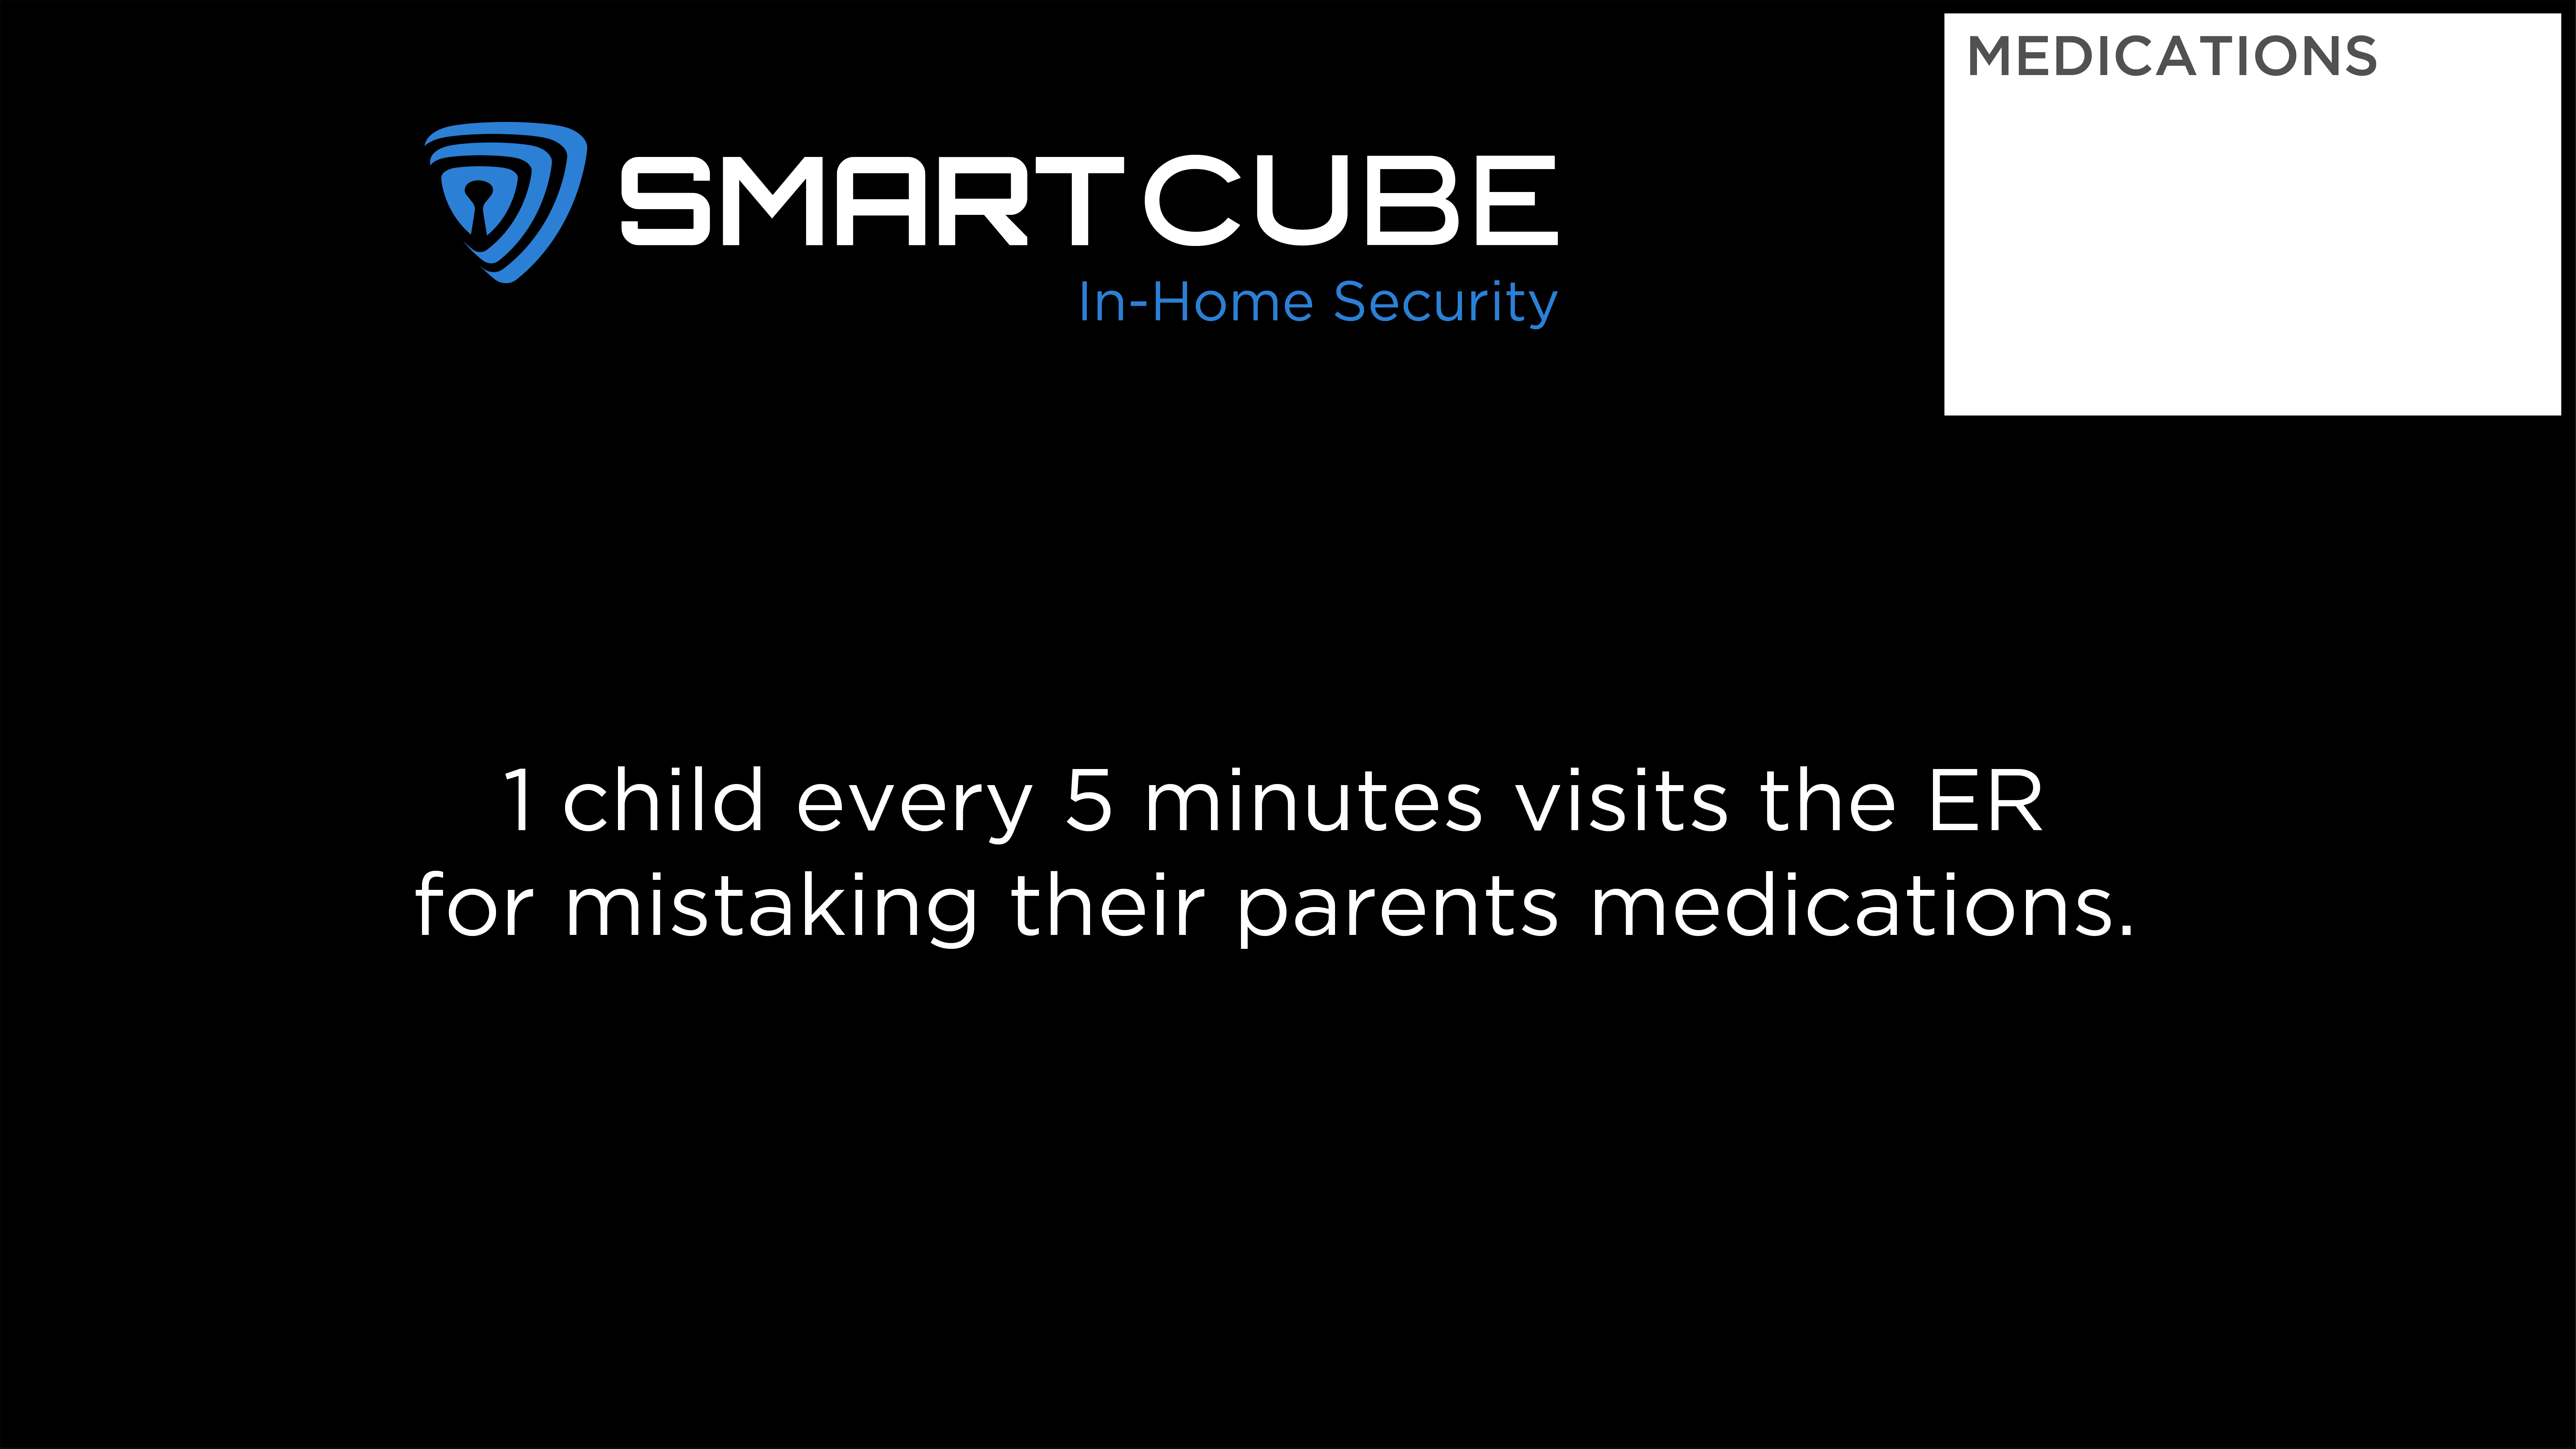 MEDICATIONS
SMARTCUBE
In-Home Security
1 child every 5 minutes visits the ER
for mistaking their parents medications.